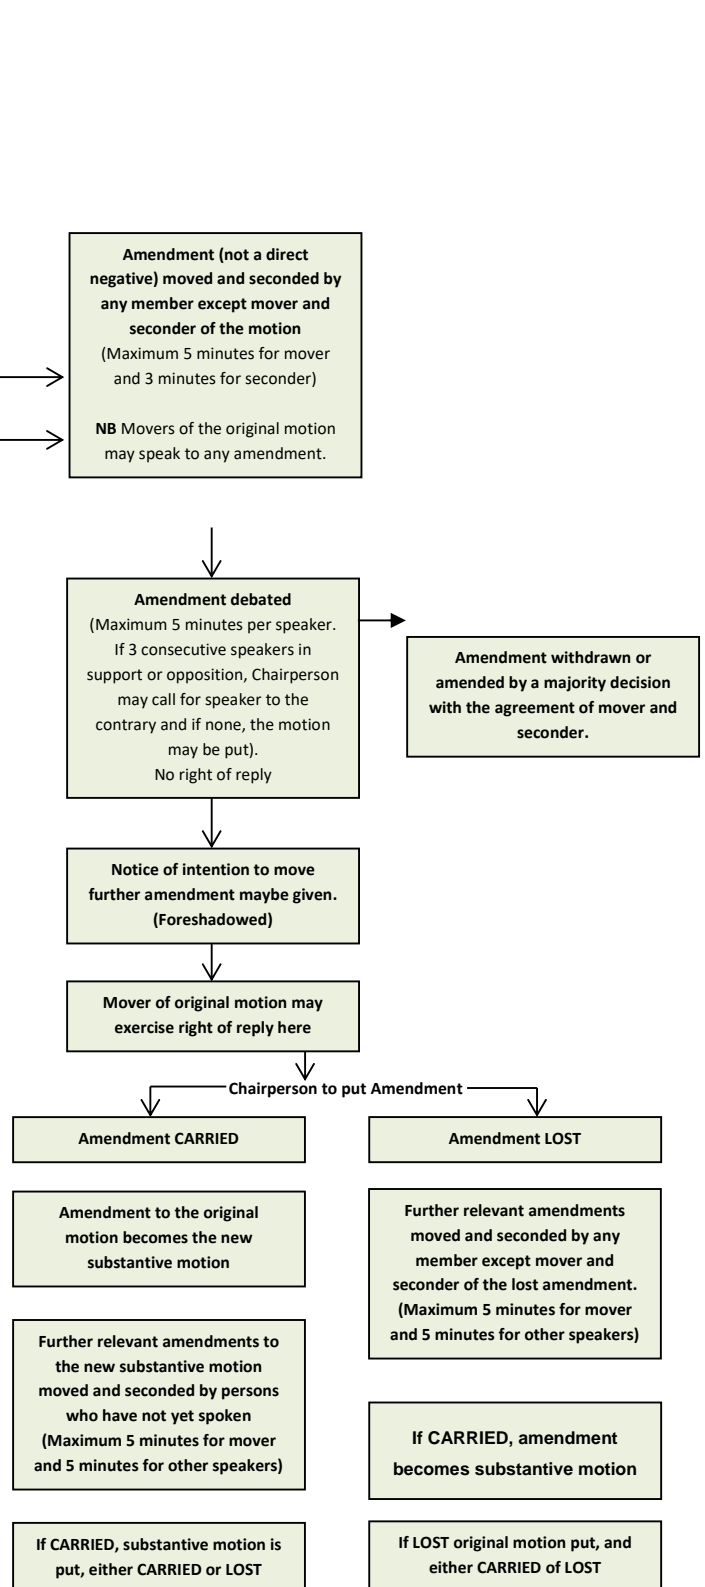 Amendment (not a direct
negative) moved and seconded by
any member except mover and
seconder of the motion
(Maximum 5 minutes for mover
and 3 minutes for seconder)
NB Movers of the original motion
may speak to any amendment.
Amendment debated
(Maximum 5 minutes per speaker.
If 3 consecutive speakers in
support or opposition, Chairperson
may call for speaker to the
contrary and if none, the motion
may be put).
No right of reply
Amendment withdrawn or
amended by a majority decision
with the agreement of mover and
seconder.
Notice of intention to move
further amendment maybe given.
(Foreshadowed)
Mover of original motion may
exercise right of reply here
Chairperson to put Amendment
Amendment CARRIED
Amendment to the original
motion becomes the new
substantive motion
Further relevant amendments to
the new substantive motion
moved and seconded by persons
who have not yet spoken
(Maximum 5 minutes for mover
and 5 minutes for other speakers)
If CARRIED, substantive motion is
put, either CARRIED or LOST
Amendment LOST
Further relevant amendments
moved and seconded by any
member except mover and
seconder of the lost amendment.
(Maximum 5 minutes for mover
and 5 minutes for other speakers)
If CARRIED, amendment
becomes substantive motion
If LOST original motion put, and
either CARRIED of LOST